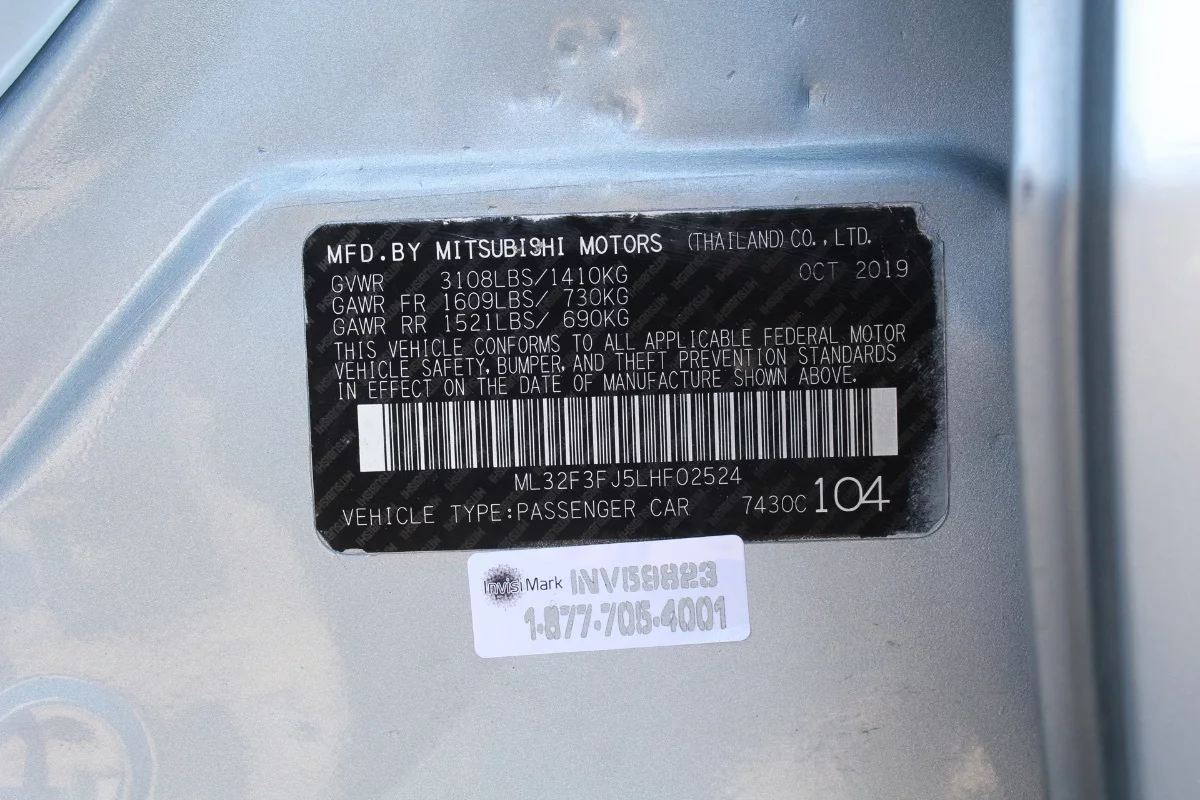 MFD.BY MITSUBISHI MOTORS (THAILAND) CO., LTD.
GVWR 3108LBS/1410KG OCT 2019
GAWR FR 1609LBS/ 730KG
GAWR RR 1521LBS/ 690KG
THIS VEHICLE CONFORMS TO ALL APPLICABLE FEDERAL MOTOR
VEHICLE SAFETY, BUMPER, AND THEFT PREVENTION STANDARDS
IN EFFECT ON THE DATE OF MANUFACTURE SHOWN ABOVE.
ML32F3FJ5LHF02524
VEHICLE TYPE:PASSENGER CAR 7430C 104
InvisiMark
1-877-705-4001